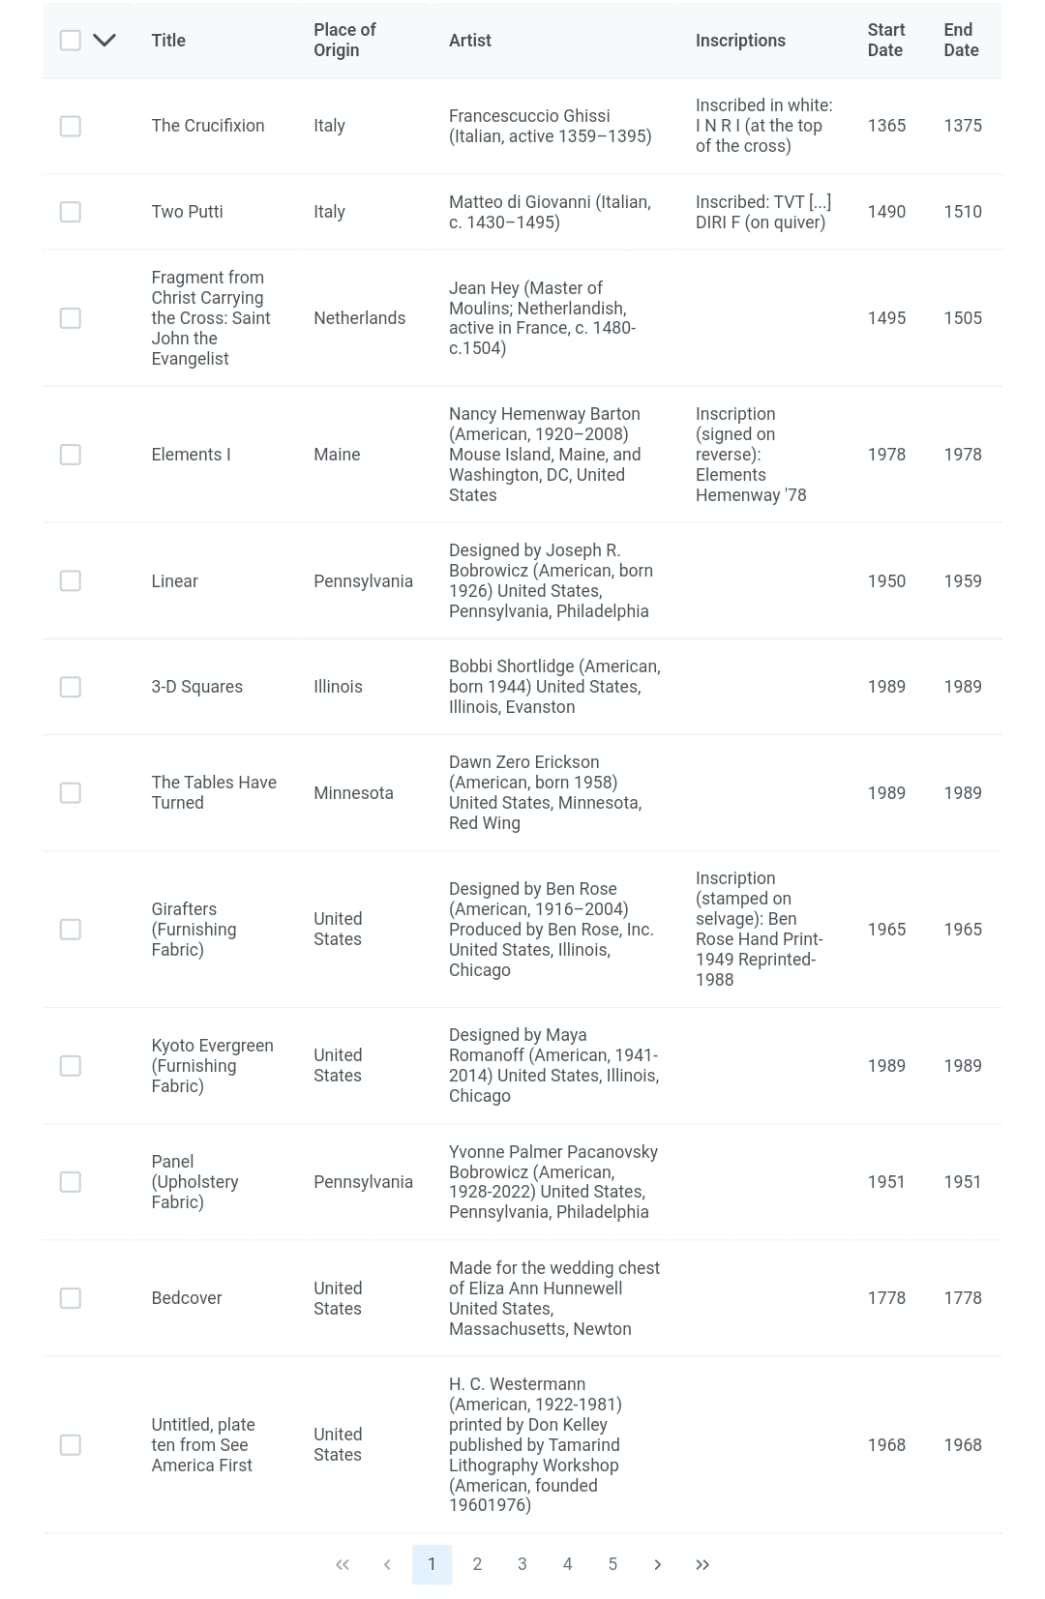 Title
Place of
Origin
Artist
Inscriptions
Start
Date
End
Date
The Crucifixion
Italy
Francescuccio Ghissi
(Italian, active 1359–1395)
Inscribed in white:
I N R I (at the top
of the cross)
1365
1375
Two Putti
Italy
Matteo di Giovanni (Italian,
c. 1430–1495)
Inscribed: TVT [...]
DIRI F (on quiver)
1490
1510
Fragment from
Christ Carrying
the Cross: Saint
John the
Evangelist
Netherlands
Jean Hey (Master of
Moulins; Netherlandish,
active in France, c. 1480-
c.1504)
1495
1505
Elements I
Maine
Nancy Hemenway Barton
(American, 1920–2008)
Mouse Island, Maine, and
Washington, DC, United
States
Inscription
(signed on
reverse):
Elements
Hemenway '78
1978
1978
Linear
Pennsylvania
Designed by Joseph R.
Bobrowicz (American, born
1926) United States,
Pennsylvania, Philadelphia
1950
1959
3-D Squares
Illinois
Bobbi Shortlidge (American,
born 1944) United States,
Illinois, Evanston
1989
1989
The Tables Have
Turned
Minnesota
Dawn Zero Erickson
(American, born 1958)
United States, Minnesota,
Red Wing
1989
1989
Girafters
(Furnishing
Fabric)
United
States
Designed by Ben Rose
(American, 1916–2004)
Produced by Ben Rose, Inc.
United States, Illinois,
Chicago
Inscription
(stamped on
selvage): Ben
Rose Hand Print-
1949 Reprinted-
1988
1965
1965
Kyoto Evergreen
(Furnishing
Fabric)
United
States
Designed by Maya
Romanoff (American, 1941-
2014) United States, Illinois,
Chicago
1989
1989
Panel
(Upholstery
Fabric)
Pennsylvania
Yvonne Palmer Pacanovsky
Bobrowicz (American,
1928-2022) United States,
Pennsylvania, Philadelphia
1951
1951
Bedcover
United
States
Made for the wedding chest
of Eliza Ann Hunnewell
United States,
Massachusetts, Newton
1778
1778
Untitled, plate
ten from See
America First
United
States
H. C. Westermann
(American, 1922-1981)
printed by Don Kelley
published by Tamarind
Lithography Workshop
(American, founded
19601976)
1968
1968
1 2 3 4 5